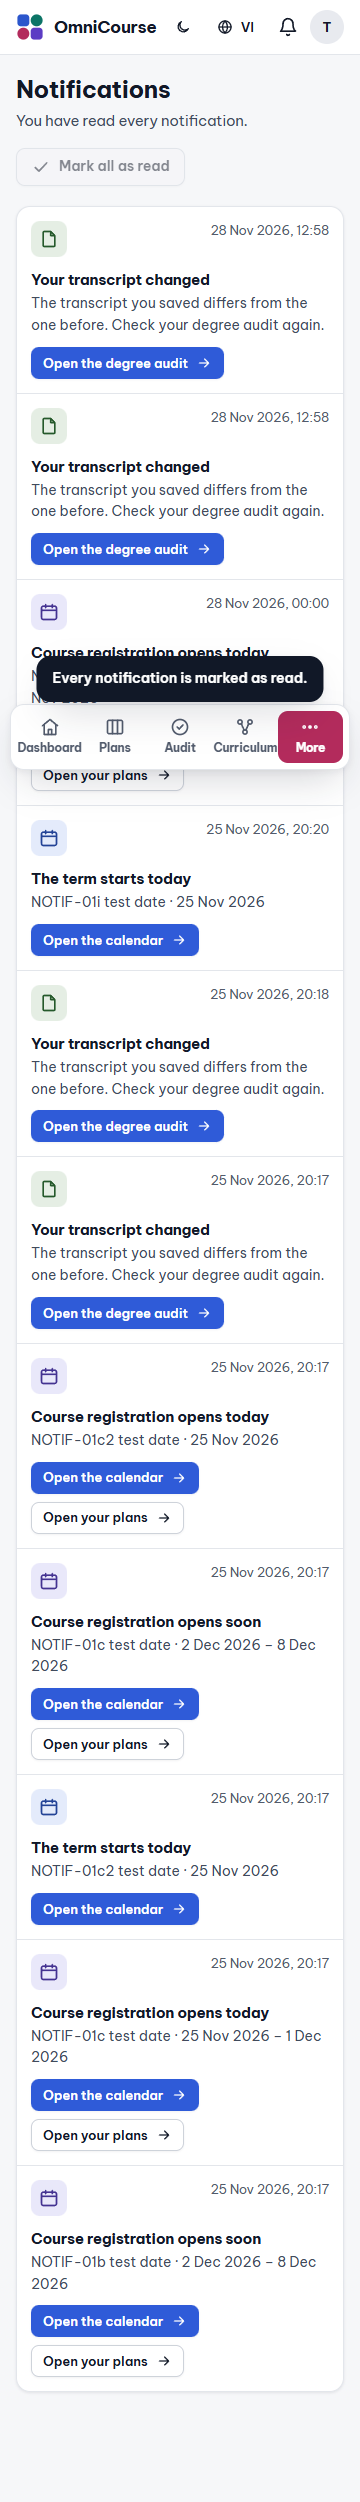 OmniCourse
VI
T
Notifications
You have read every notification.
Mark all as read
28 Nov 2026, 12:58
Your transcript changed
The transcript you saved differs from the
one before. Check your degree audit again.
Open the degree audit
28 Nov 2026, 12:58
Your transcript changed
The transcript you saved differs from the
one before. Check your degree audit again.
Open the degree audit
28 Nov 2026, 00:00
Course registration opens today
Every notification is marked as read.
Dashboard
Plans
Audit
Curriculum
More
Open your plans
25 Nov 2026, 20:20
The term starts today
NOTIF-01i test date · 25 Nov 2026
Open the calendar
25 Nov 2026, 20:18
Your transcript changed
The transcript you saved differs from the
one before. Check your degree audit again.
Open the degree audit
25 Nov 2026, 20:17
Your transcript changed
The transcript you saved differs from the
one before. Check your degree audit again.
Open the degree audit
25 Nov 2026, 20:17
Course registration opens today
NOTIF-01c2 test date · 25 Nov 2026
Open the calendar
Open your plans
25 Nov 2026, 20:17
Course registration opens soon
NOTIF-01c test date · 2 Dec 2026 – 8 Dec
2026
Open the calendar
Open your plans
25 Nov 2026, 20:17
The term starts today
NOTIF-01c2 test date · 25 Nov 2026
Open the calendar
25 Nov 2026, 20:17
Course registration opens today
NOTIF-01c test date · 25 Nov 2026 – 1 Dec
2026
Open the calendar
Open your plans
25 Nov 2026, 20:17
Course registration opens soon
NOTIF-01b test date · 2 Dec 2026 – 8 Dec
2026
Open the calendar
Open your plans